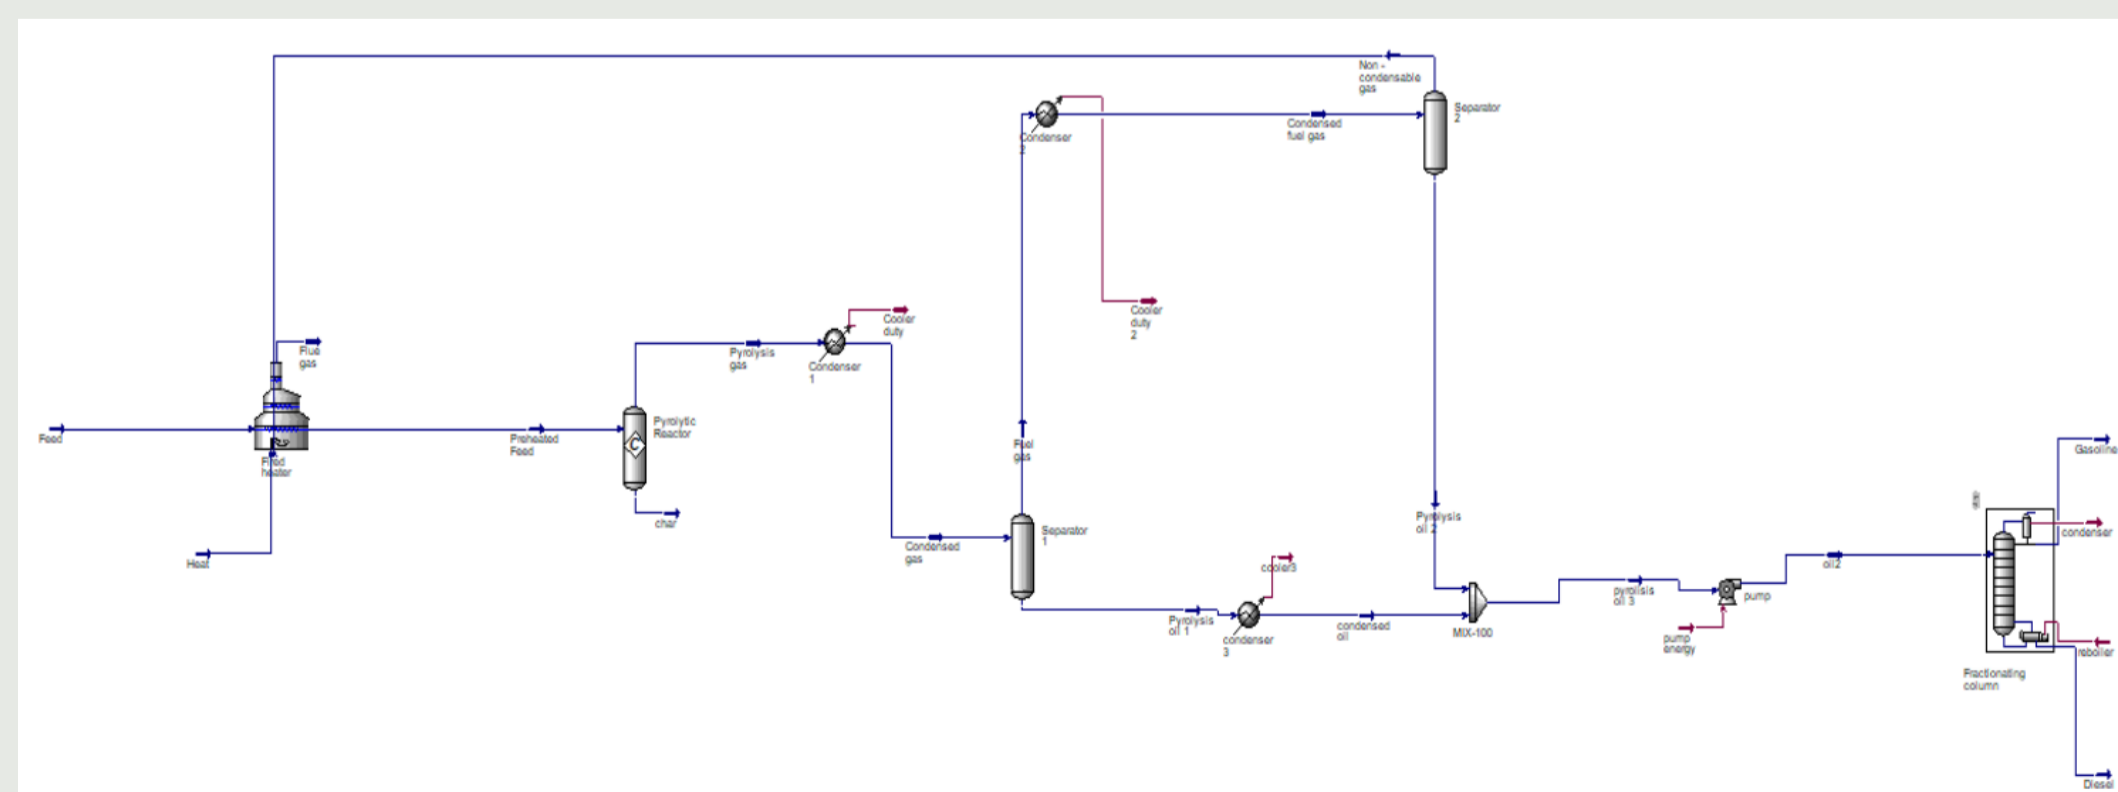 Non -
condensable
gas
Separator
2
Condenser
2
Condensed
fuel gas
Cooler
duty
2
Cooler
duty
Flue
gas
Pyrolysis
gas
Condenser
1
Feed
Fired
heater
Preheated
Feed
Pyrolytic
Reactor
C
char
Heat
Fuel
gas
Separator
1
Condensed
gas
Pyrolysis
oil 2
cooler3
Pyrolysis
oil 1
condenser
3
condensed
oil
MIX-100
pyrolisis
oil 3
pump
pump
energy
oil2
Gasoline
condenser
reboiler
Fractionating
column
Diesel